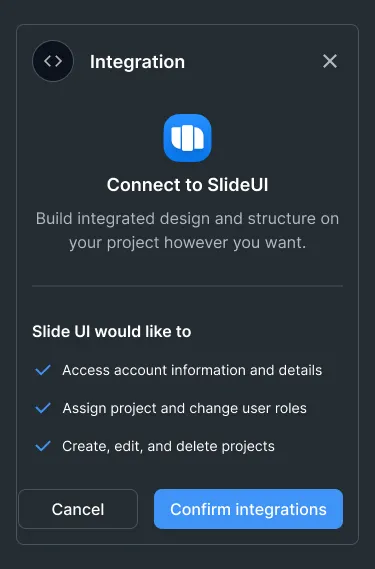 Integration
Connect to SlideUI
Build integrated design and structure on
your project however you want.
Slide UI would like to
Access account information and details
Assign project and change user roles
Create, edit, and delete projects
Cancel
Confirm integrations